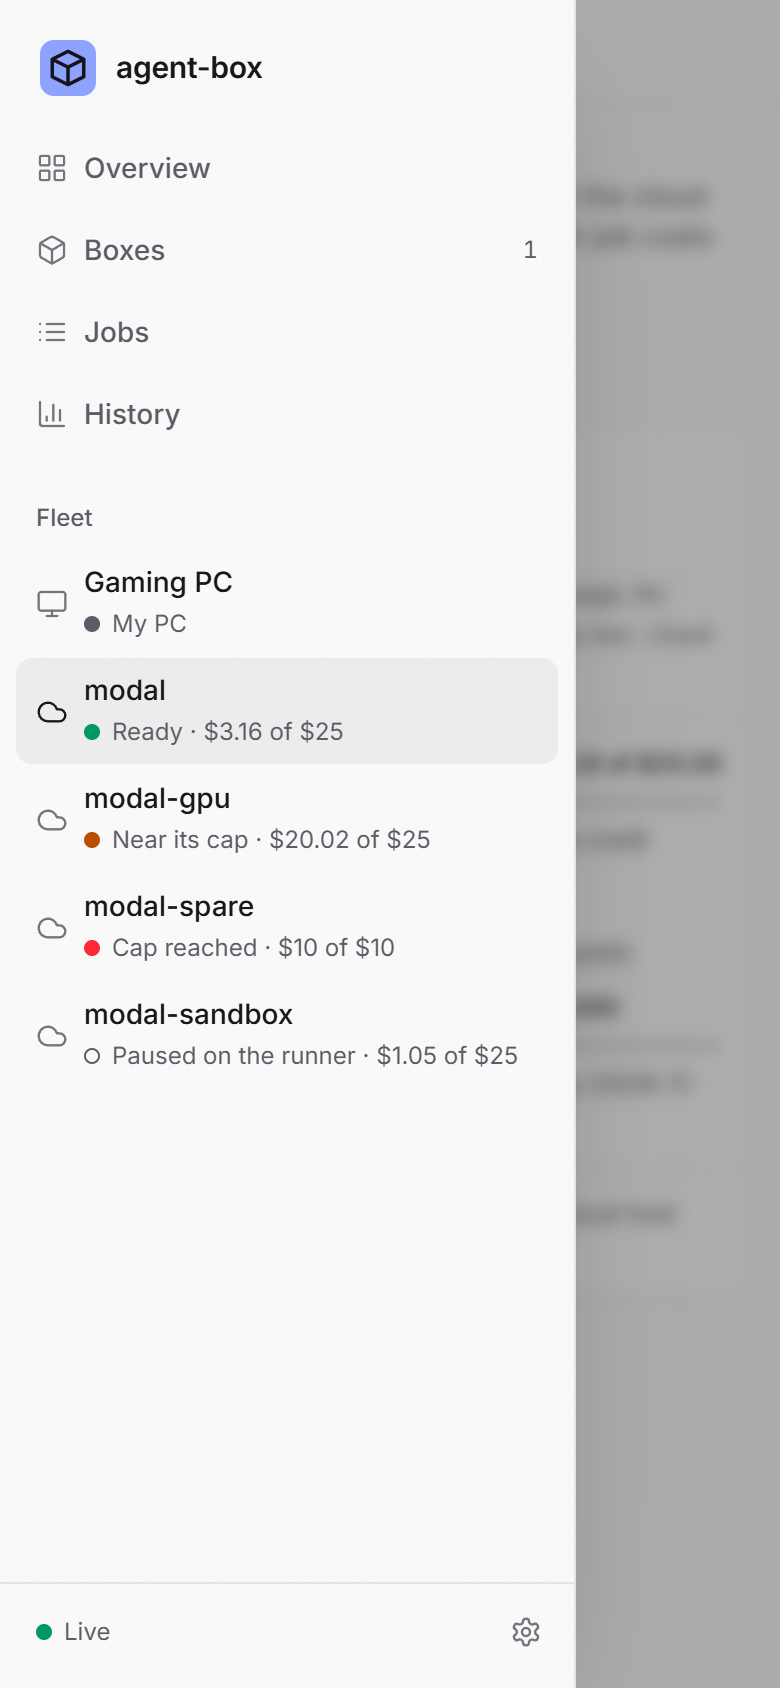 agent-box
Overview
Boxes 1
Jobs
History
Fleet
Gaming PC
My PC
modal
Ready · $3.16 of $25
modal-gpu
Near its cap · $20.02 of $25
modal-spare
Cap reached · $10 of $10
modal-sandbox
Paused on the runner · $1.05 of $25
Live